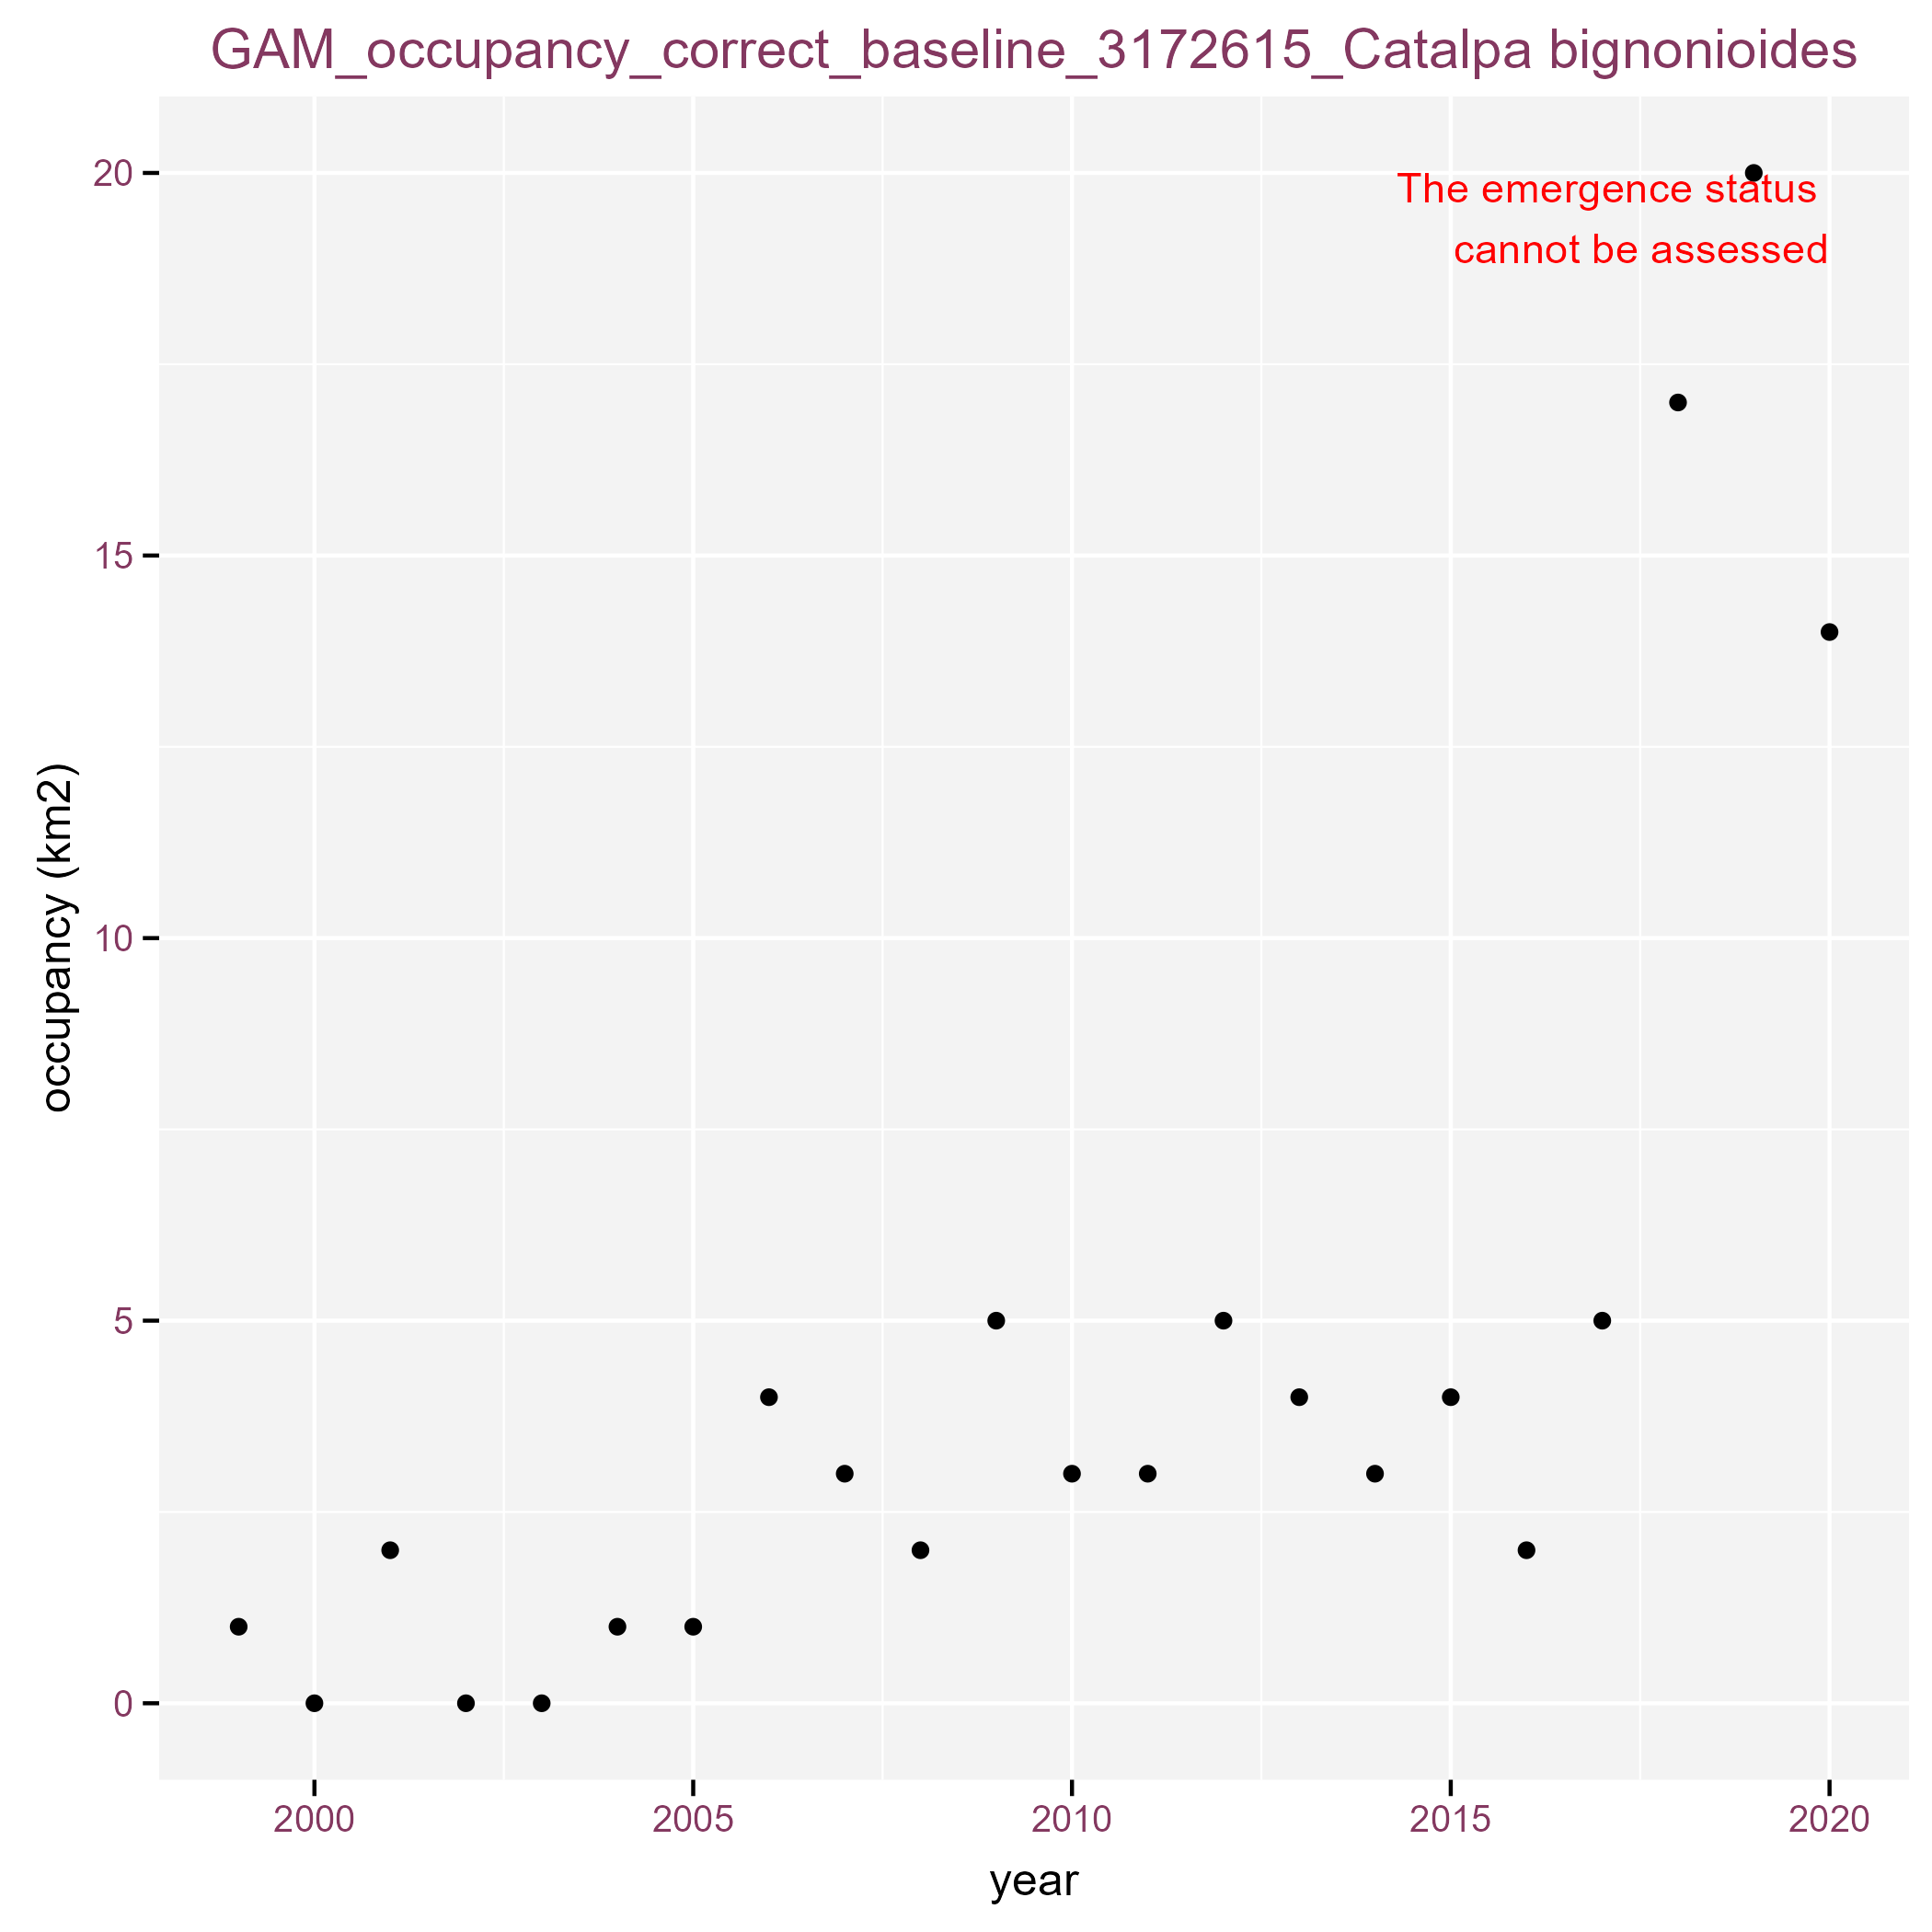 GAM_occupancy_correct_baseline_3172615_Catalpa bignonioides
20
The emergence status
cannot be assessed
15
occupancy (km2)
10
5
0
2000 2005 2010 2015 2020
year